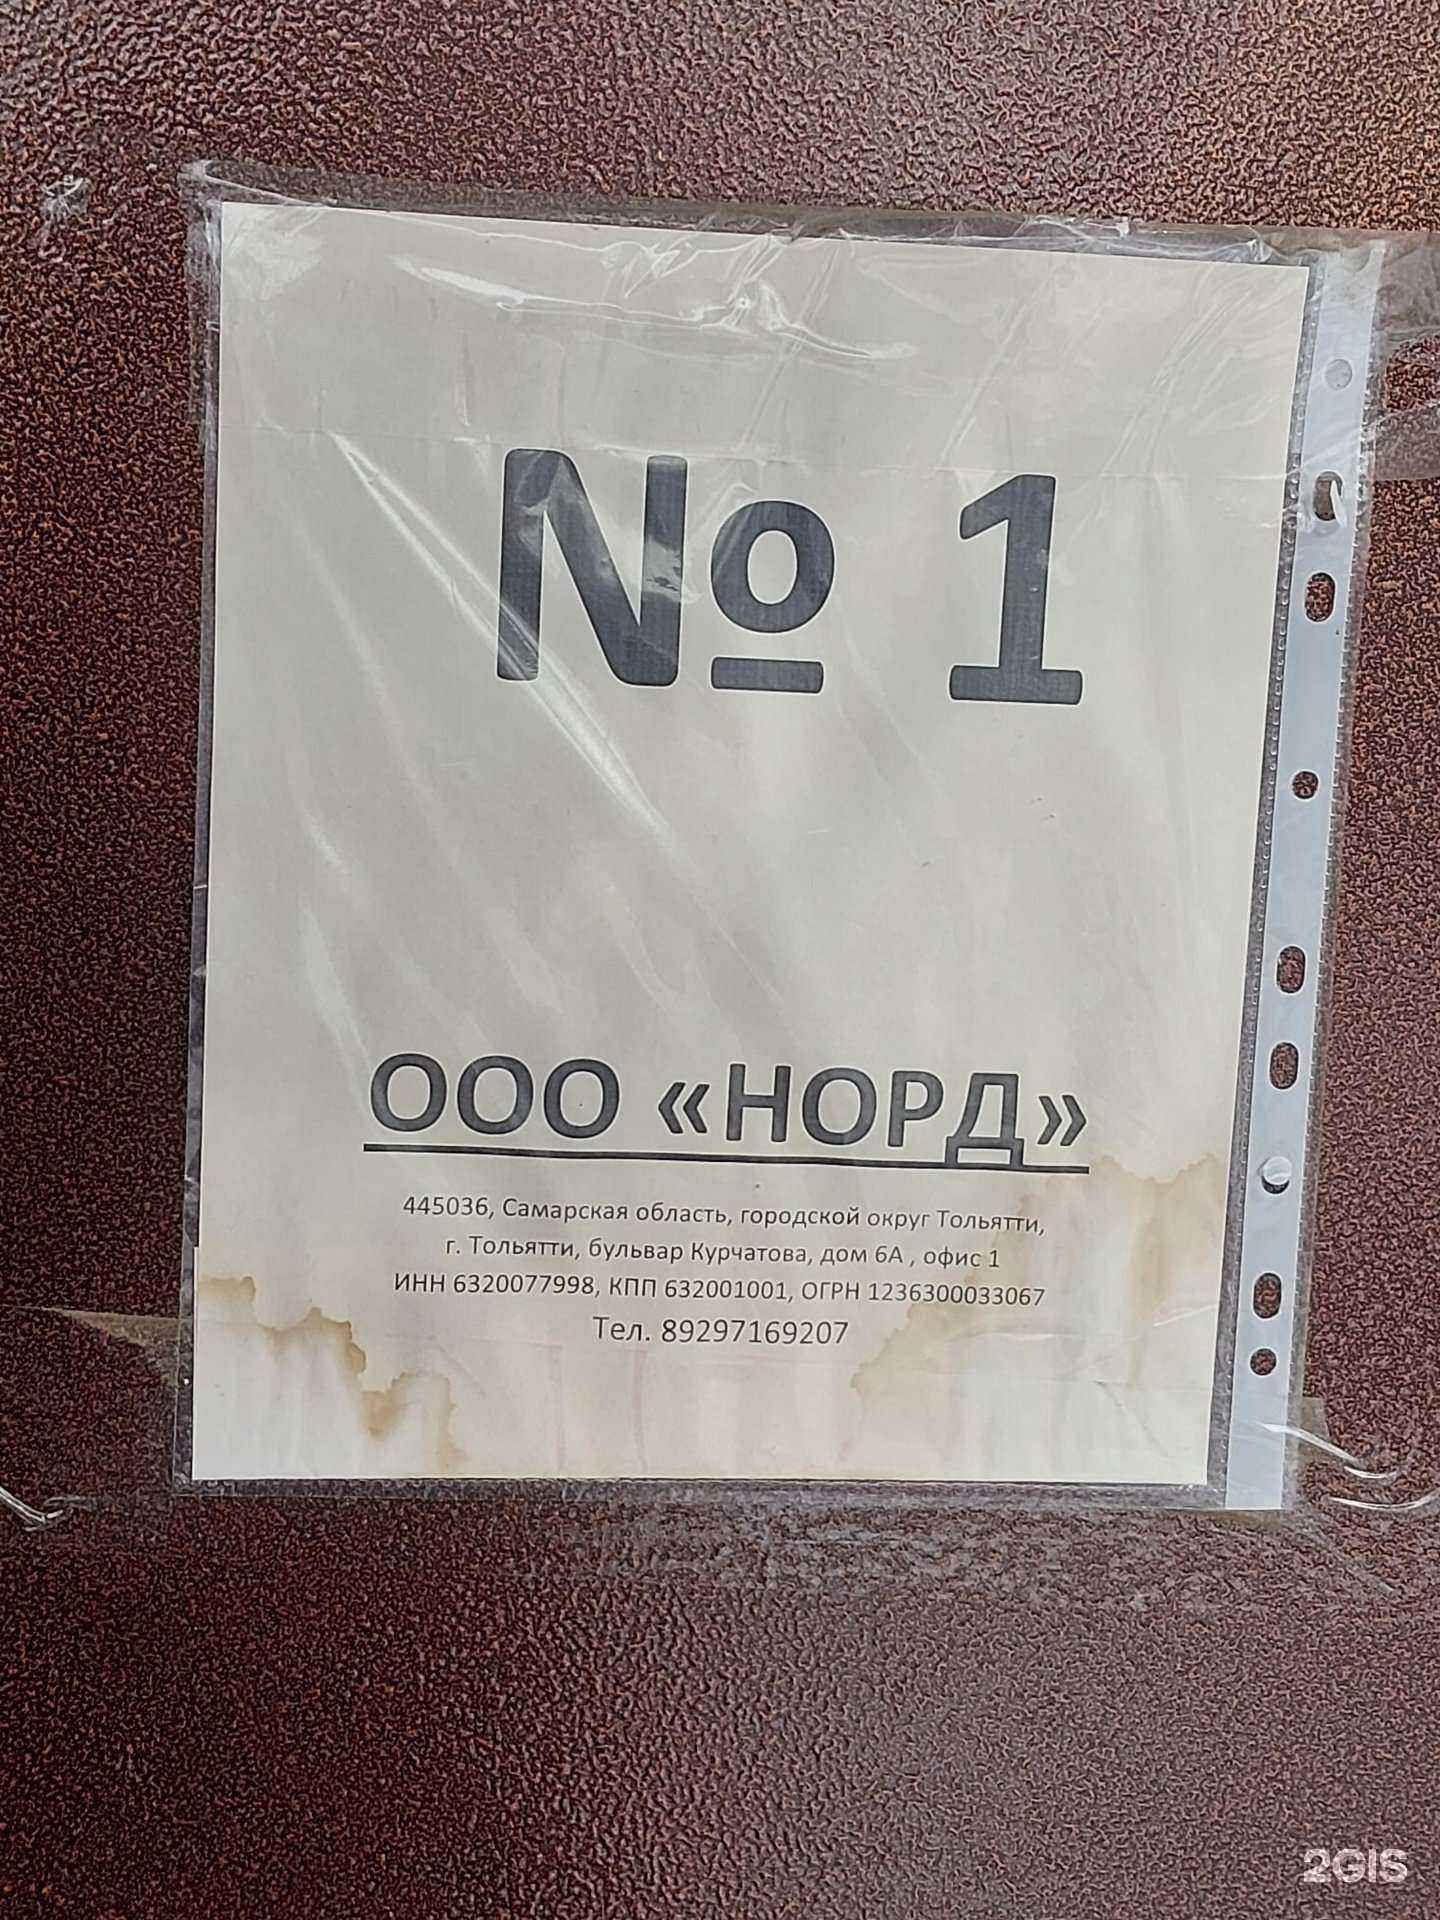 № 1
ООО «НОРД»
445036, Самарская область, городской округ Тольятти,
г. Тольятти, бульвар Курчатова, дом 6А , офис 1
ИНН 6320077998, КПП 632001001, ОГРН 1236300033067
Тел. 89297169207
2GIS